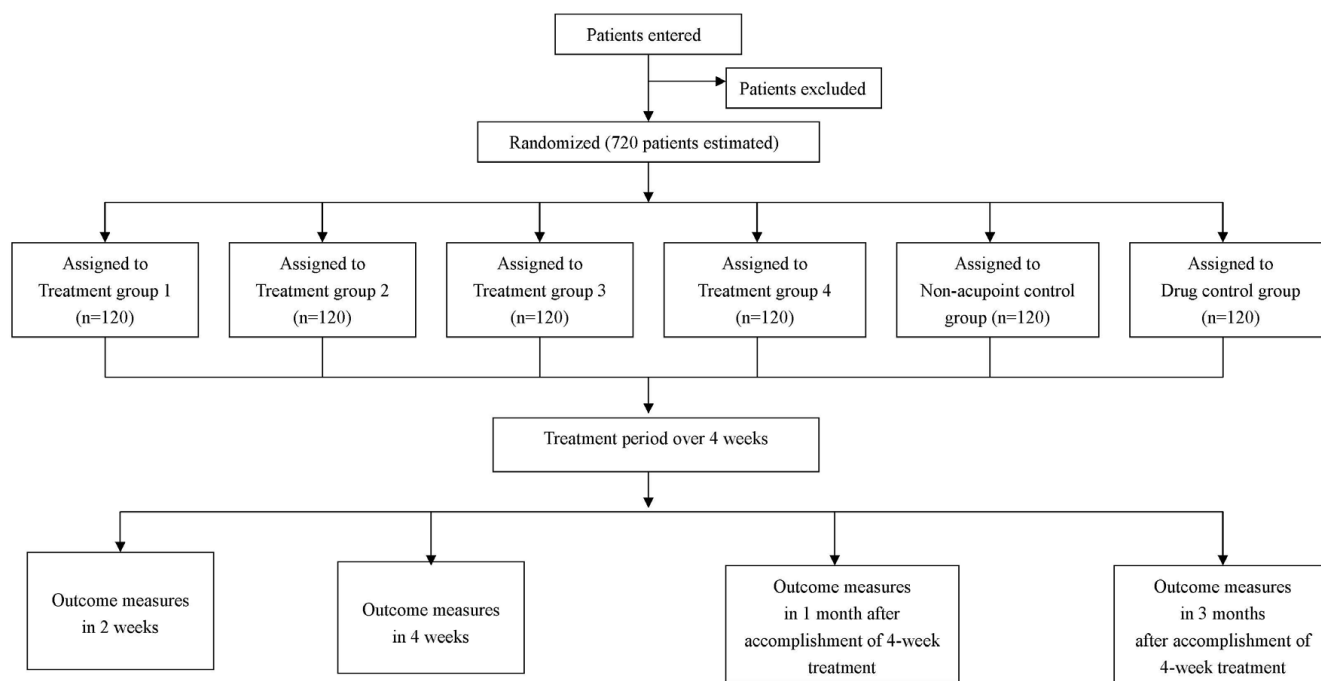 Patients entered
Patients excluded
Randomized (720 patients estimated)
Assigned to
Treatment group 1
(n=120)
Assigned to
Treatment group 2
(n=120)
Assigned to
Treatment group 3
(n=120)
Assigned to
Treatment group 4
(n=120)
Assigned to
Non-acupoint control
group (n=120)
Assigned to
Drug control group
(n=120)
Treatment period over 4 weeks
Outcome measures
in 2 weeks
Outcome measures
in 4 weeks
Outcome measures
in 1 month after
accomplishment of 4-week
treatment
Outcome measures
in 3 months
after accomplishment of
4-week treatment